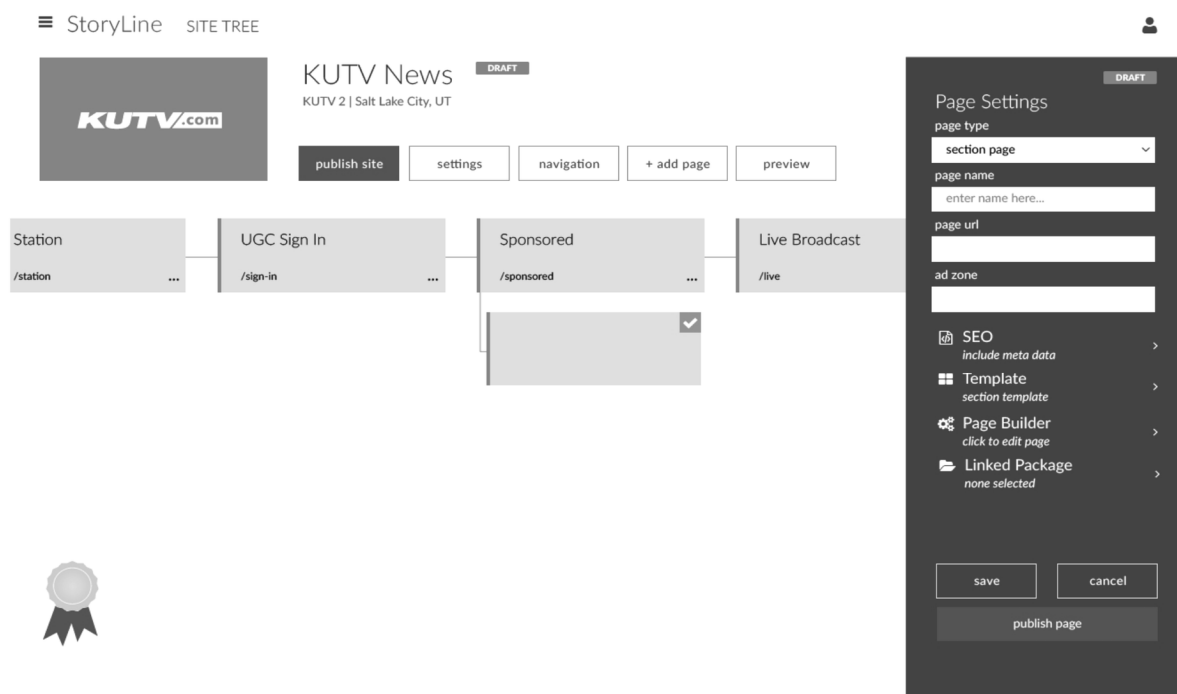 StoryLine SITE TREE
KUTV.com
KUTV News DRAFT
KUTV 2 | Salt Lake City, UT
publish site settings navigation + add page preview
Station
/station ...
UGC Sign In
/sign-in ...
Sponsored
/sponsored ...
Live Broadcast
/live
DRAFT
Page Settings
page type
section page
page name
enter name here...
page url
ad zone
SEO
include meta data
Template
section template
Page Builder
click to edit page
Linked Package
none selected
save cancel
publish page